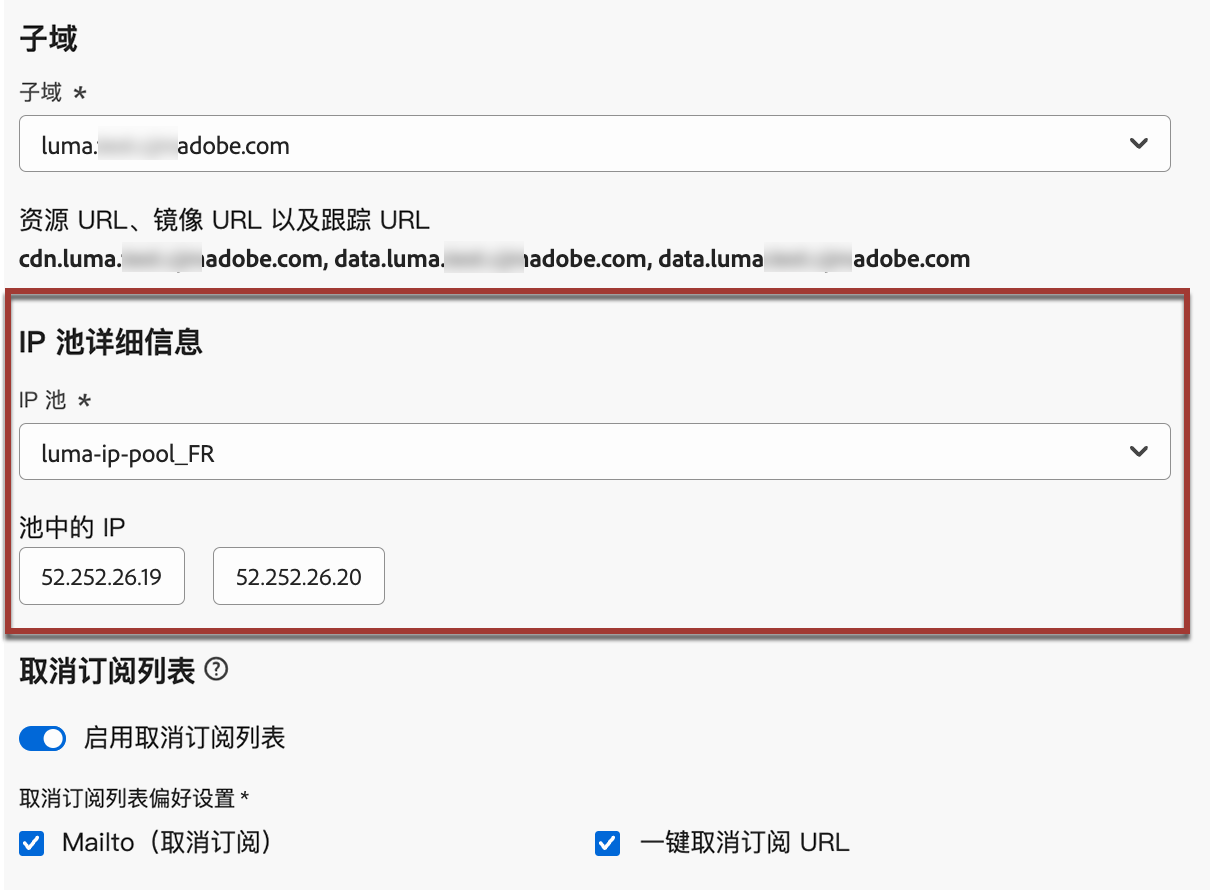 子域
子域 *
luma. adobe.com
资源 URL、镜像 URL 以及跟踪 URL
cdn.luma. adobe.com, data.luma. adobe.com, data.luma adobe.com
IP 池详细信息
IP 池 *
luma-ip-pool_FR
池中的 IP
52.252.26.19 52.252.26.20
取消订阅列表 ?
启用取消订阅列表
取消订阅列表偏好设置 *
Mailto（取消订阅） 一键取消订阅 URL